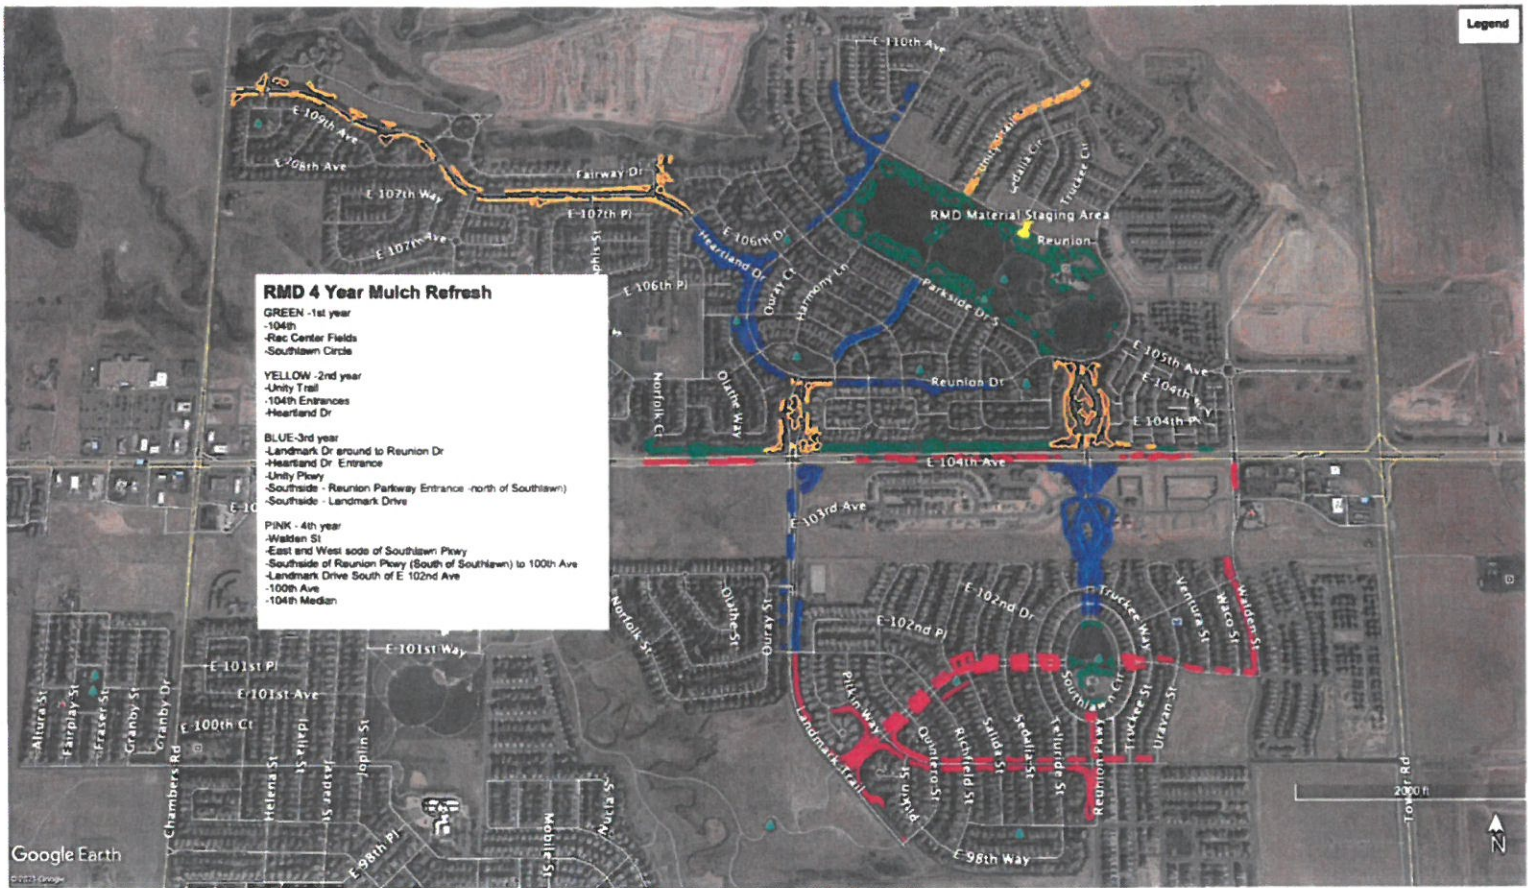 Legend
E 110th Ave
E 109th Ave
E 108th Ave
Fairway Dr
Unity Trail
Sedalia Cir
Truckee Cir
E 107th Way
E 107th Pl
RMD Material Staging Area
Reunion
E 107th Ave
E 106th Dr
Heartland Dr
Ouray Ct
Harmony Ln
E 106th Pl
Parkside Dr S
RMD 4 Year Mulch Refresh
GREEN -1st year
-104th
-Rec Center Fields
-Southlawn Circle
YELLOW -2nd year
-Unity Trail
-104th Entrances
-Heartland Dr
BLUE-3rd year
-Landmark Dr around to Reunion Dr
-Heartland Dr Entrance
-Unity Pkwy
-Southside - Reunion Parkway Entrance -north of Southlawn)
-Southside - Landmark Drive
PINK - 4th year
-Walden St
-East and West sode of Southlawn Pkwy
-Southside of Reunion Pkwy (South of Southlawn) to 100th Ave
-Landmark Drive South of E 102nd Ave
-100th Ave
-104th Median
E 105th Ave
E 104th Wy
E 104th Pl
Reunion Dr
Norfolk Ct
Olathe Way
E 104th Ave
E 103rd Ave
E 10
E 102nd Dr
E 102nd Pl
Truckee Way
Ventura St
Waco St
Walden St
Norfolk St
Olathe St
Ouray St
E 101st Way
E 101st Pl
E 101st Ave
E 100th Ct
Altura St
Fairplay St
Fraser St
Granby St
Granby Dr
Chambers Rd
Helena St
Idalia St
Jasper St
Joplin St
Pitkin Way
Landmark Trail
Southlawn Cir
Quintero St
Richfield St
Salida St
Sedalia St
Telluride St
Reunion Pkwy
Truckee St
Uravan St
Pitkin St
E 98th Way
E 98th Pl
Mobile St
Nucla St
Tower Rd
2000 ft
N
Google Earth